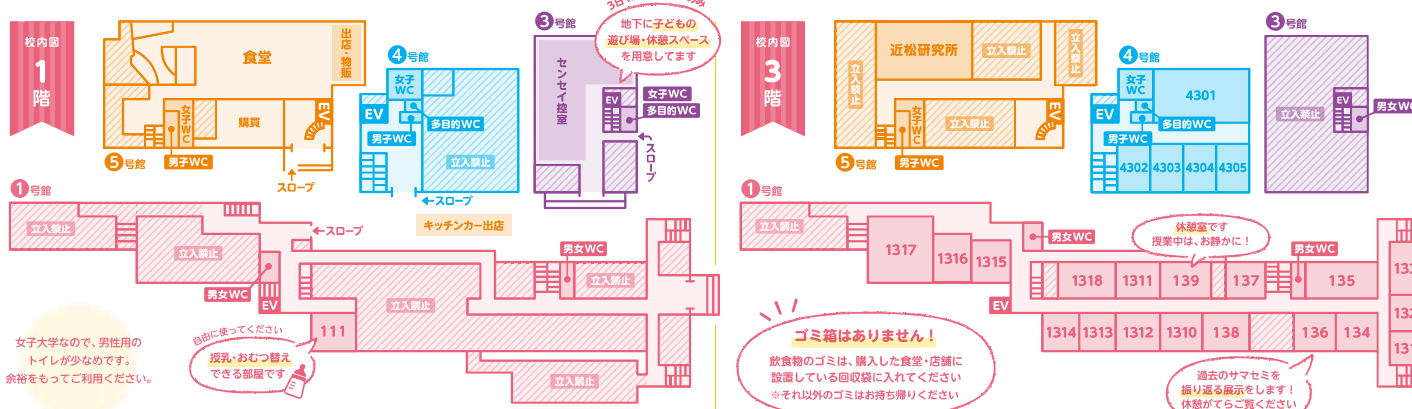 校内図
1
階
5号館
食堂
出店・物販
女子WC
購買
EV
男子WC
スロープ
4号館
女子WC
EV
多目的WC
男子WC
立入禁止
スロープ
キッチンカー出店
3号館
地下に子どもの
遊び場・休憩スペース
を用意してます
センセイ控室
女子WC
EV
多目的WC
スロープ
1号館
立入禁止
スロープ
立入禁止
男女WC
EV
男女WC
立入禁止
立入禁止
111
立入禁止
自由に使ってください
授乳・おむつ替え
できる部屋です
女子大学なので、男性用の
トイレが少なめです。
余裕をもってご利用ください。
校内図
3
階
5号館
立入禁止
近松研究所
立入禁止
立入禁止
女子WC
立入禁止
EV
男子WC
4号館
女子WC
4301
EV
多目的WC
男子WC
4302
4303
4304
4305
3号館
立入禁止
EV
1号館
立入禁止
1317
1316
1315
男女WC
休憩室です
授業中は、お静かに!
男女WC
1318
1311
139
137
135
EV
1314
1313
1312
1310
138
136
134
ゴミ箱はありません!
飲食物のゴミは、購入した食堂・店舗に
設置している回収袋に入れてください
※それ以外のゴミはお持ち帰りください
過去のサマセミを
振り返る展示をします!
休憩がてらご覧ください